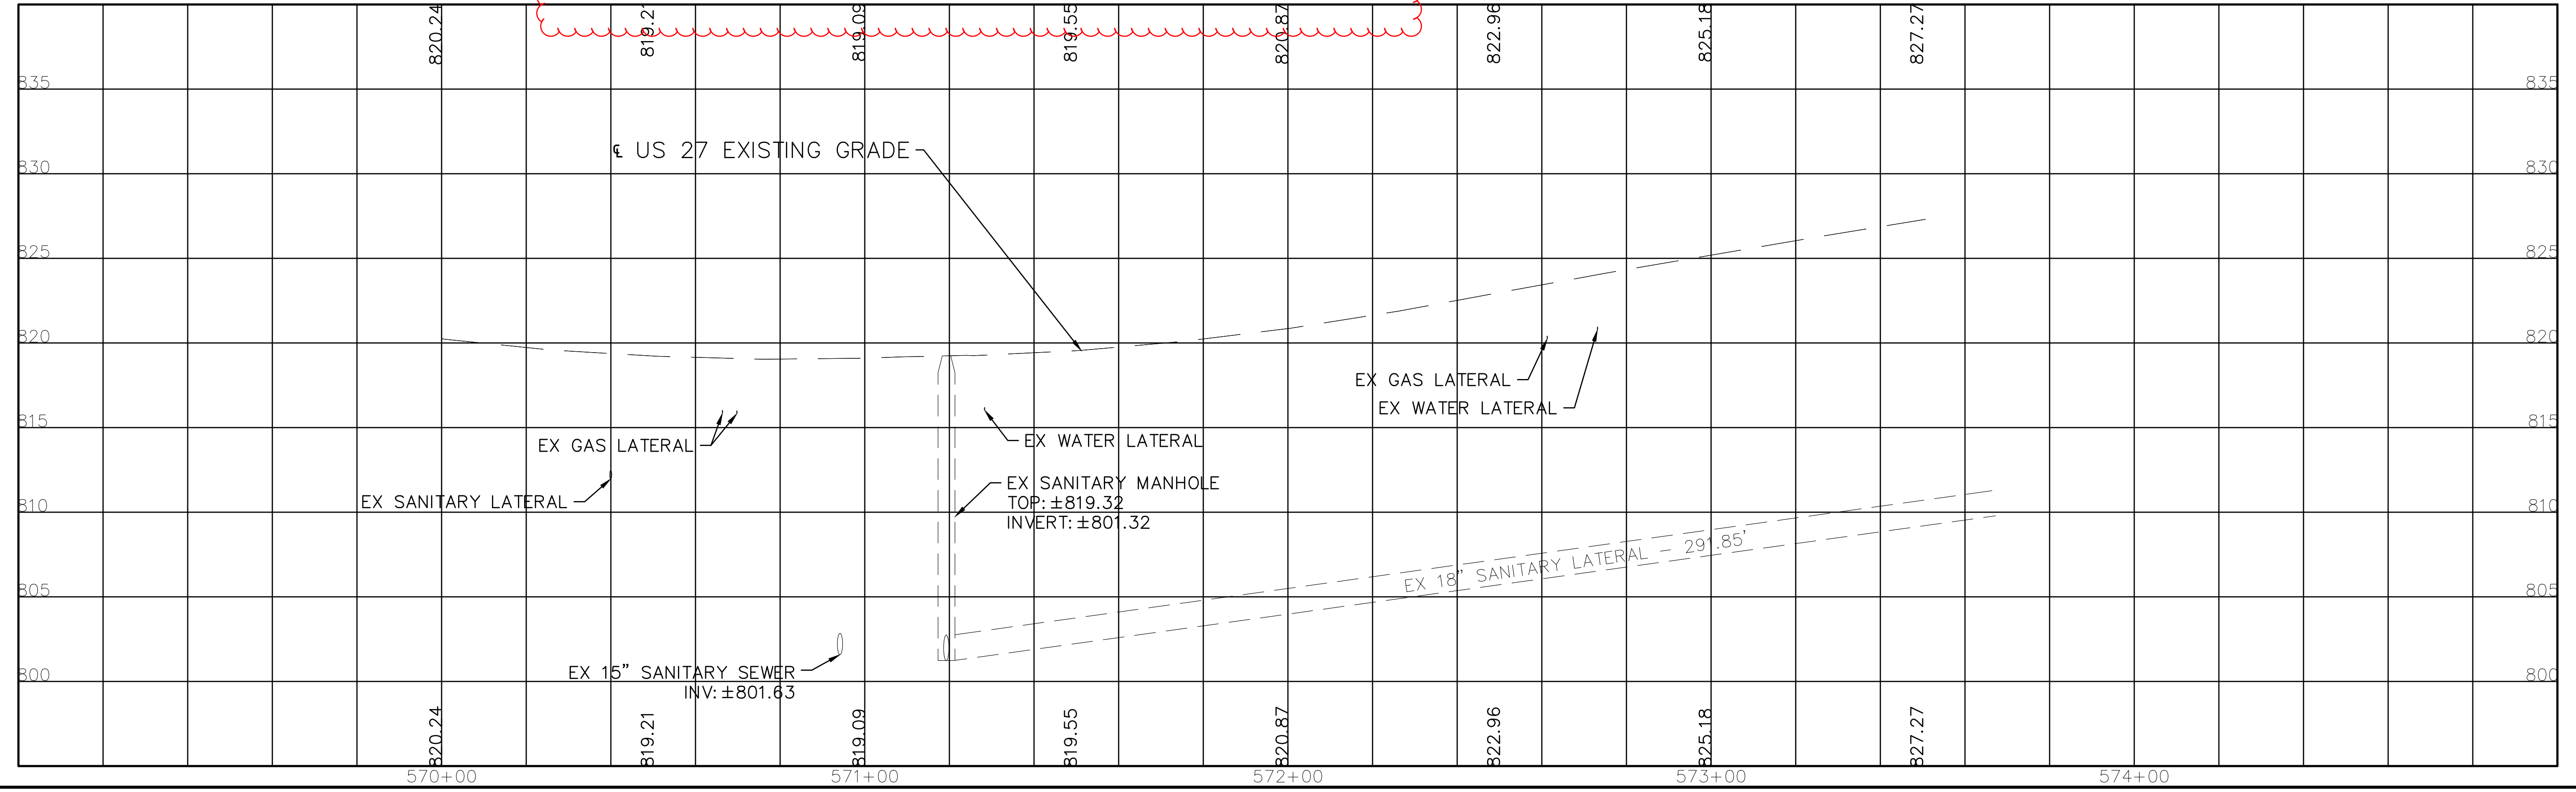 820.24 819.21 819.09 819.55 820.87 822.96 825.18 827.27
835 835
℄ US 27 EXISTING GRADE
830 830
825 825
820 820
EX GAS LATERAL
EX WATER LATERAL
815 815
EX GAS LATERAL
EX WATER LATERAL
EX SANITARY LATERAL
EX SANITARY MANHOLE
TOP: ±819.32
INVERT: ±801.32
810 810
EX 18" SANITARY LATERAL - 291.85'
805 805
EX 15" SANITARY SEWER
INV: ±801.63
800 800
820.24 819.21 819.09 819.55 820.87 822.96 825.18 827.27
570+00 571+00 572+00 573+00 574+00